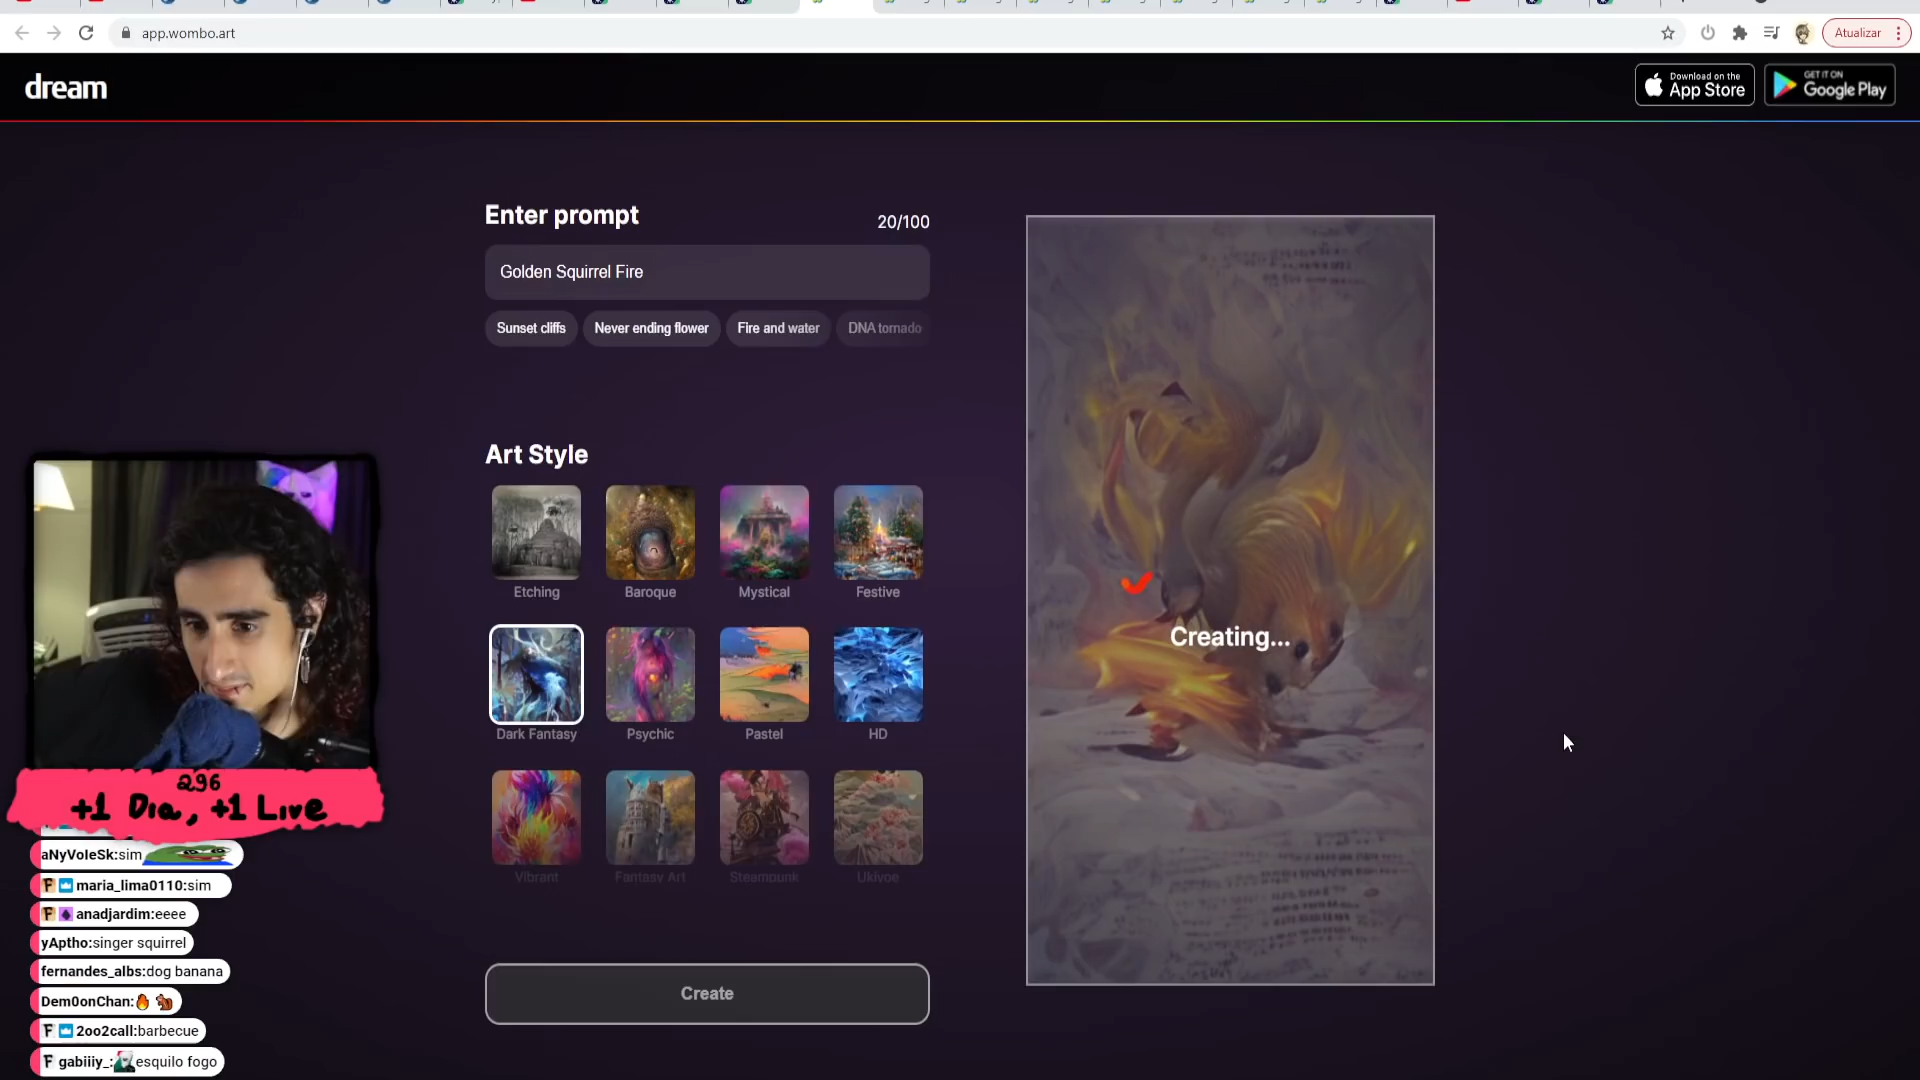 app.wombo.art
Atualizar
dream
Download on the
App Store
GET IT ON
Google Play
Enter prompt
20/100
Golden Squirrel Fire
Sunset cliffs
Never ending flower
Fire and water
DNA tornado
Art Style
Etching
Baroque
Mystical
Festive
Dark Fantasy
Psychic
Pastel
HD
Vibrant
Fantasy Art
Steampunk
Ukiyoe
Create
Creating...
296
+1 Dia, +1 Live
aNyVoIeSk:sim
F maria_lima0110:sim
F anadjardim:eeee
yAptho:singer squirrel
fernandes_albs:dog banana
Dem0onChan:🔥 🐿
F 2oo2call:barbecue
F gabiiiy_: esquilo fogo